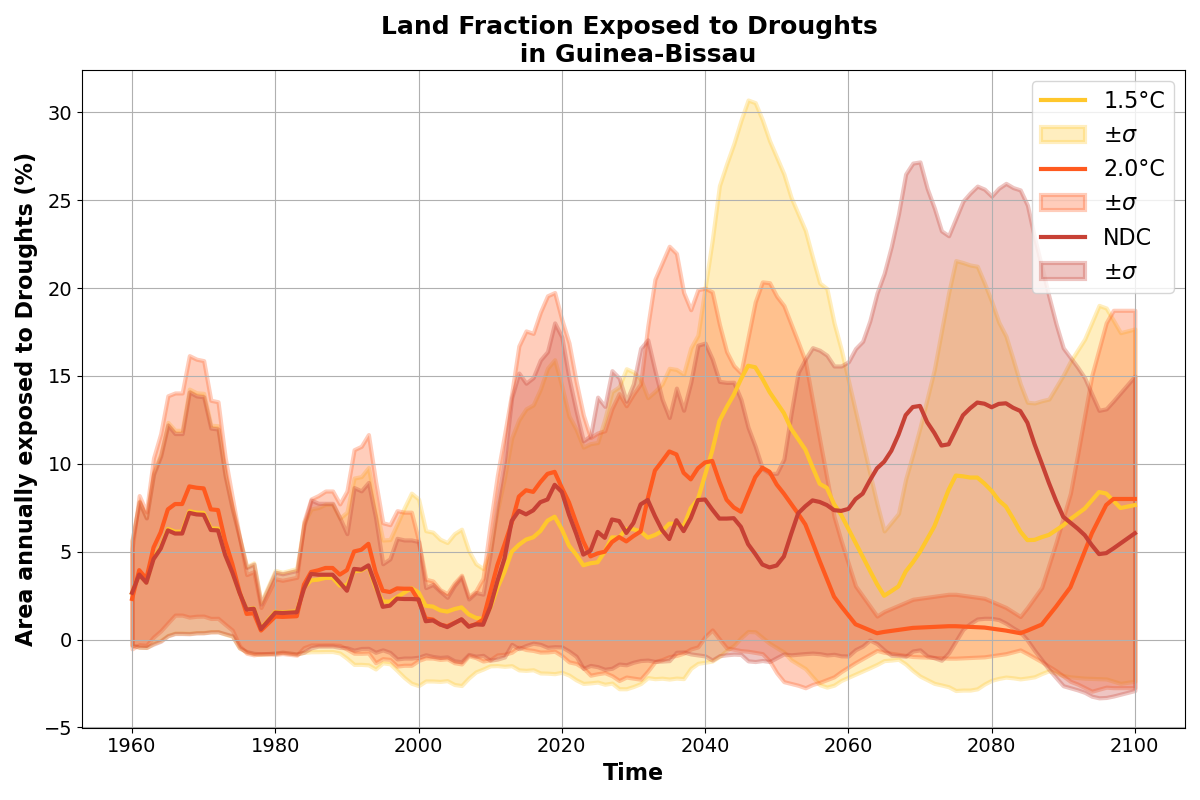 Land Fraction Exposed to Droughts
in Guinea-Bissau
Area annually exposed to Droughts (%)
30
25
20
15
10
5
0
−5
1960
1980
2000
2020
2040
2060
2080
2100
Time
1.5°C
±σ
2.0°C
±σ
NDC
±σ